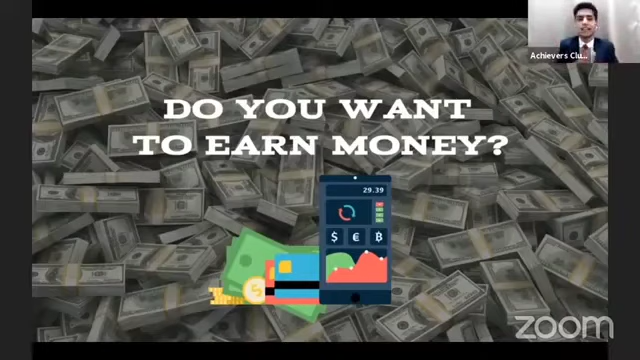 Achievers Clu...
DO YOU WANT
TO EARN MONEY?
29.39
$ € ฿
$
zoom